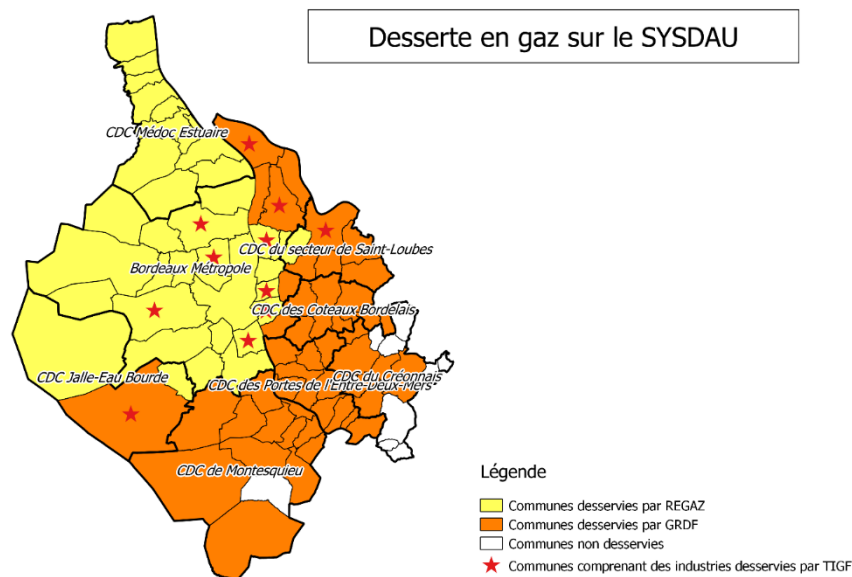 Desserte en gaz sur le SYSDAU
CDC Médoc Estuaire
CDC du secteur de Saint-Loubes
Bordeaux Métropole
CDC des Coteaux Bordelais
CDC Jalle-Eau Bourde
CDC du Créonnais
CDC des Portes de l'Entre-Deux-Mers
CDC de Montesquieu
Légende
Communes desservies par REGAZ
Communes desservies par GRDF
Communes non desservies
Communes comprenant des industries desservies par TIGF